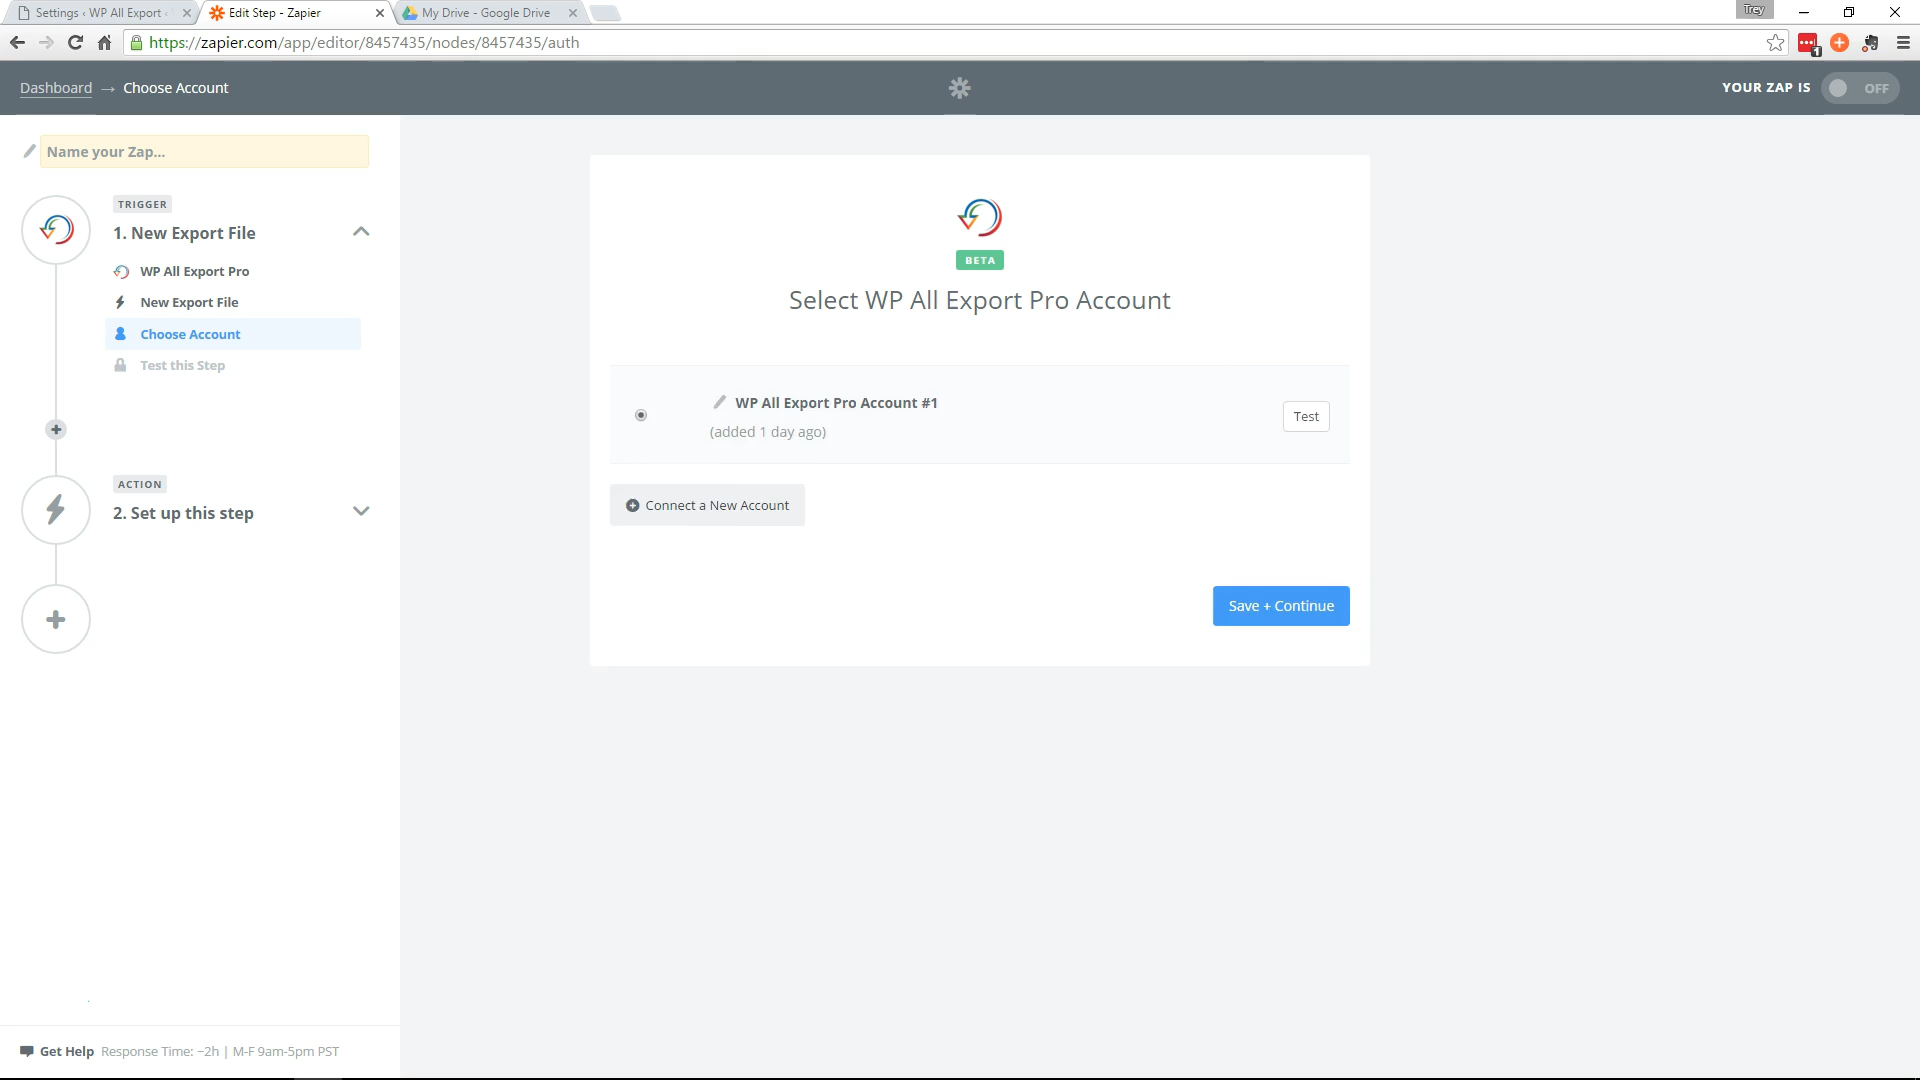 Settings ‹ WP All Export ‹
Edit Step - Zapier
My Drive - Google Drive
Trey
https://zapier.com/app/editor/8457435/nodes/8457435/auth
1
Dashboard → Choose Account
YOUR ZAP IS
OFF
Name your Zap...
TRIGGER
1. New Export File
WP All Export Pro
New Export File
Choose Account
Test this Step
ACTION
2. Set up this step
BETA
Select WP All Export Pro Account
WP All Export Pro Account #1
(added 1 day ago)
Test
Connect a New Account
Save + Continue
Get Help Response Time: ~2h | M-F 9am-5pm PST